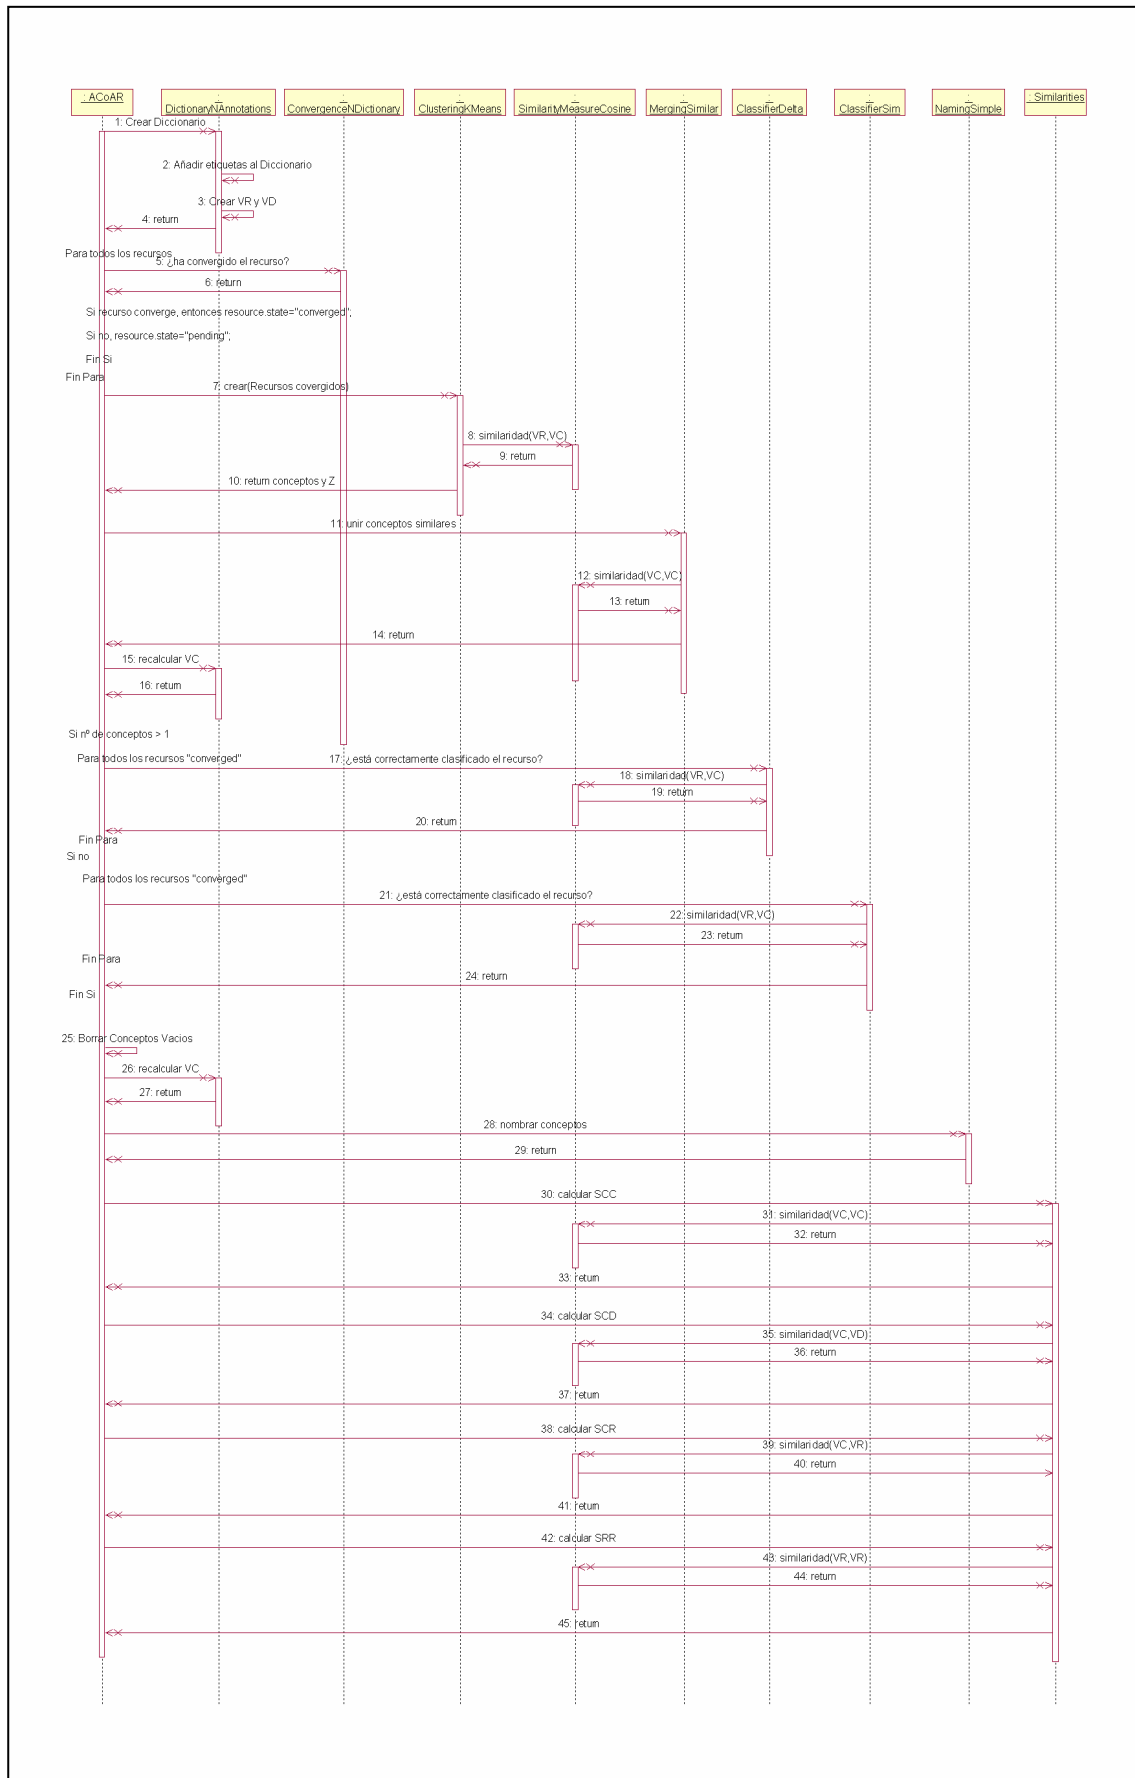 : ACoAR
:
DictionaryNAnnotations
:
ConvergenceNDictionary
:
ClusteringKMeans
:
SimilarityMeasureCosine
:
MergingSimilar
:
ClassifierDelta
:
ClassifierSim
:
NamingSimple
: Similarities
1: Crear Diccionario
2: Añadir etiquetas al Diccionario
3: Crear VR y VD
4: return
Para todos los recursos
5: ¿ha convergido el recurso?
6: return
Si recurso converge, entonces resource.state="converged";
Si no, resource.state="pending";
Fin Si
Fin Para
7: crear(Recursos covergidos)
8: similaridad(VR,VC)
9: return
10: return conceptos y Z
11: unir conceptos similares
12: similaridad(VC,VC)
13: return
14: return
15: recalcular VC
16: return
Si nº de conceptos > 1
Para todos los recursos "converged"
17: ¿está correctamente clasificado el recurso?
18: similaridad(VR,VC)
19: return
20: return
Fin Para
Si no
Para todos los recursos "converged"
21: ¿está correctamente clasificado el recurso?
22: similaridad(VR,VC)
23: return
Fin Para
24: return
Fin Si
25: Borrar Conceptos Vacios
26: recalcular VC
27: return
28: nombrar conceptos
29: return
30: calcular SCC
31: similaridad(VC,VC)
32: return
33: return
34: calcular SCD
35: similaridad(VC,VD)
36: return
37: return
38: calcular SCR
39: similaridad(VC,VR)
40: return
41: return
42: calcular SRR
43: similaridad(VR,VR)
44: return
45: return